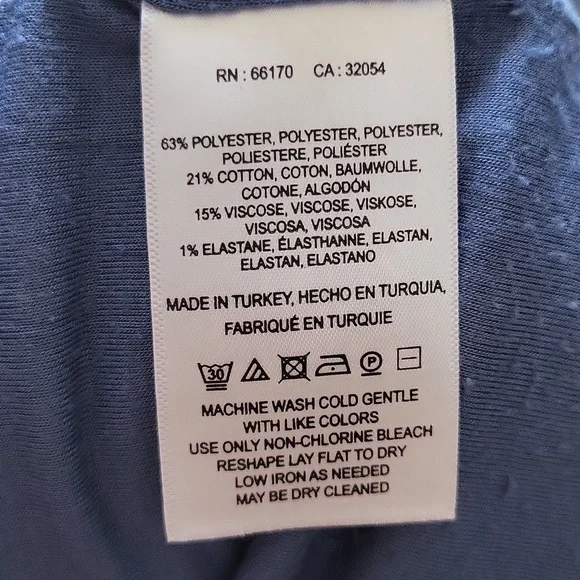 RN : 66170 CA : 32054
63% POLYESTER, POLYESTER, POLYESTER,
POLIESTERE, POLIÉSTER
21% COTTON, COTON, BAUMWOLLE,
COTONE, ALGODÓN
15% VISCOSE, VISCOSE, VISKOSE,
VISCOSA, VISCOSA
1% ELASTANE, ÉLASTHANNE, ELASTAN,
ELASTAN, ELASTANO
MADE IN TURKEY, HECHO EN TURQUIA,
FABRIQUÉ EN TURQUIE
30 P
MACHINE WASH COLD GENTLE
WITH LIKE COLORS
USE ONLY NON-CHLORINE BLEACH
RESHAPE LAY FLAT TO DRY
LOW IRON AS NEEDED
MAY BE DRY CLEANED